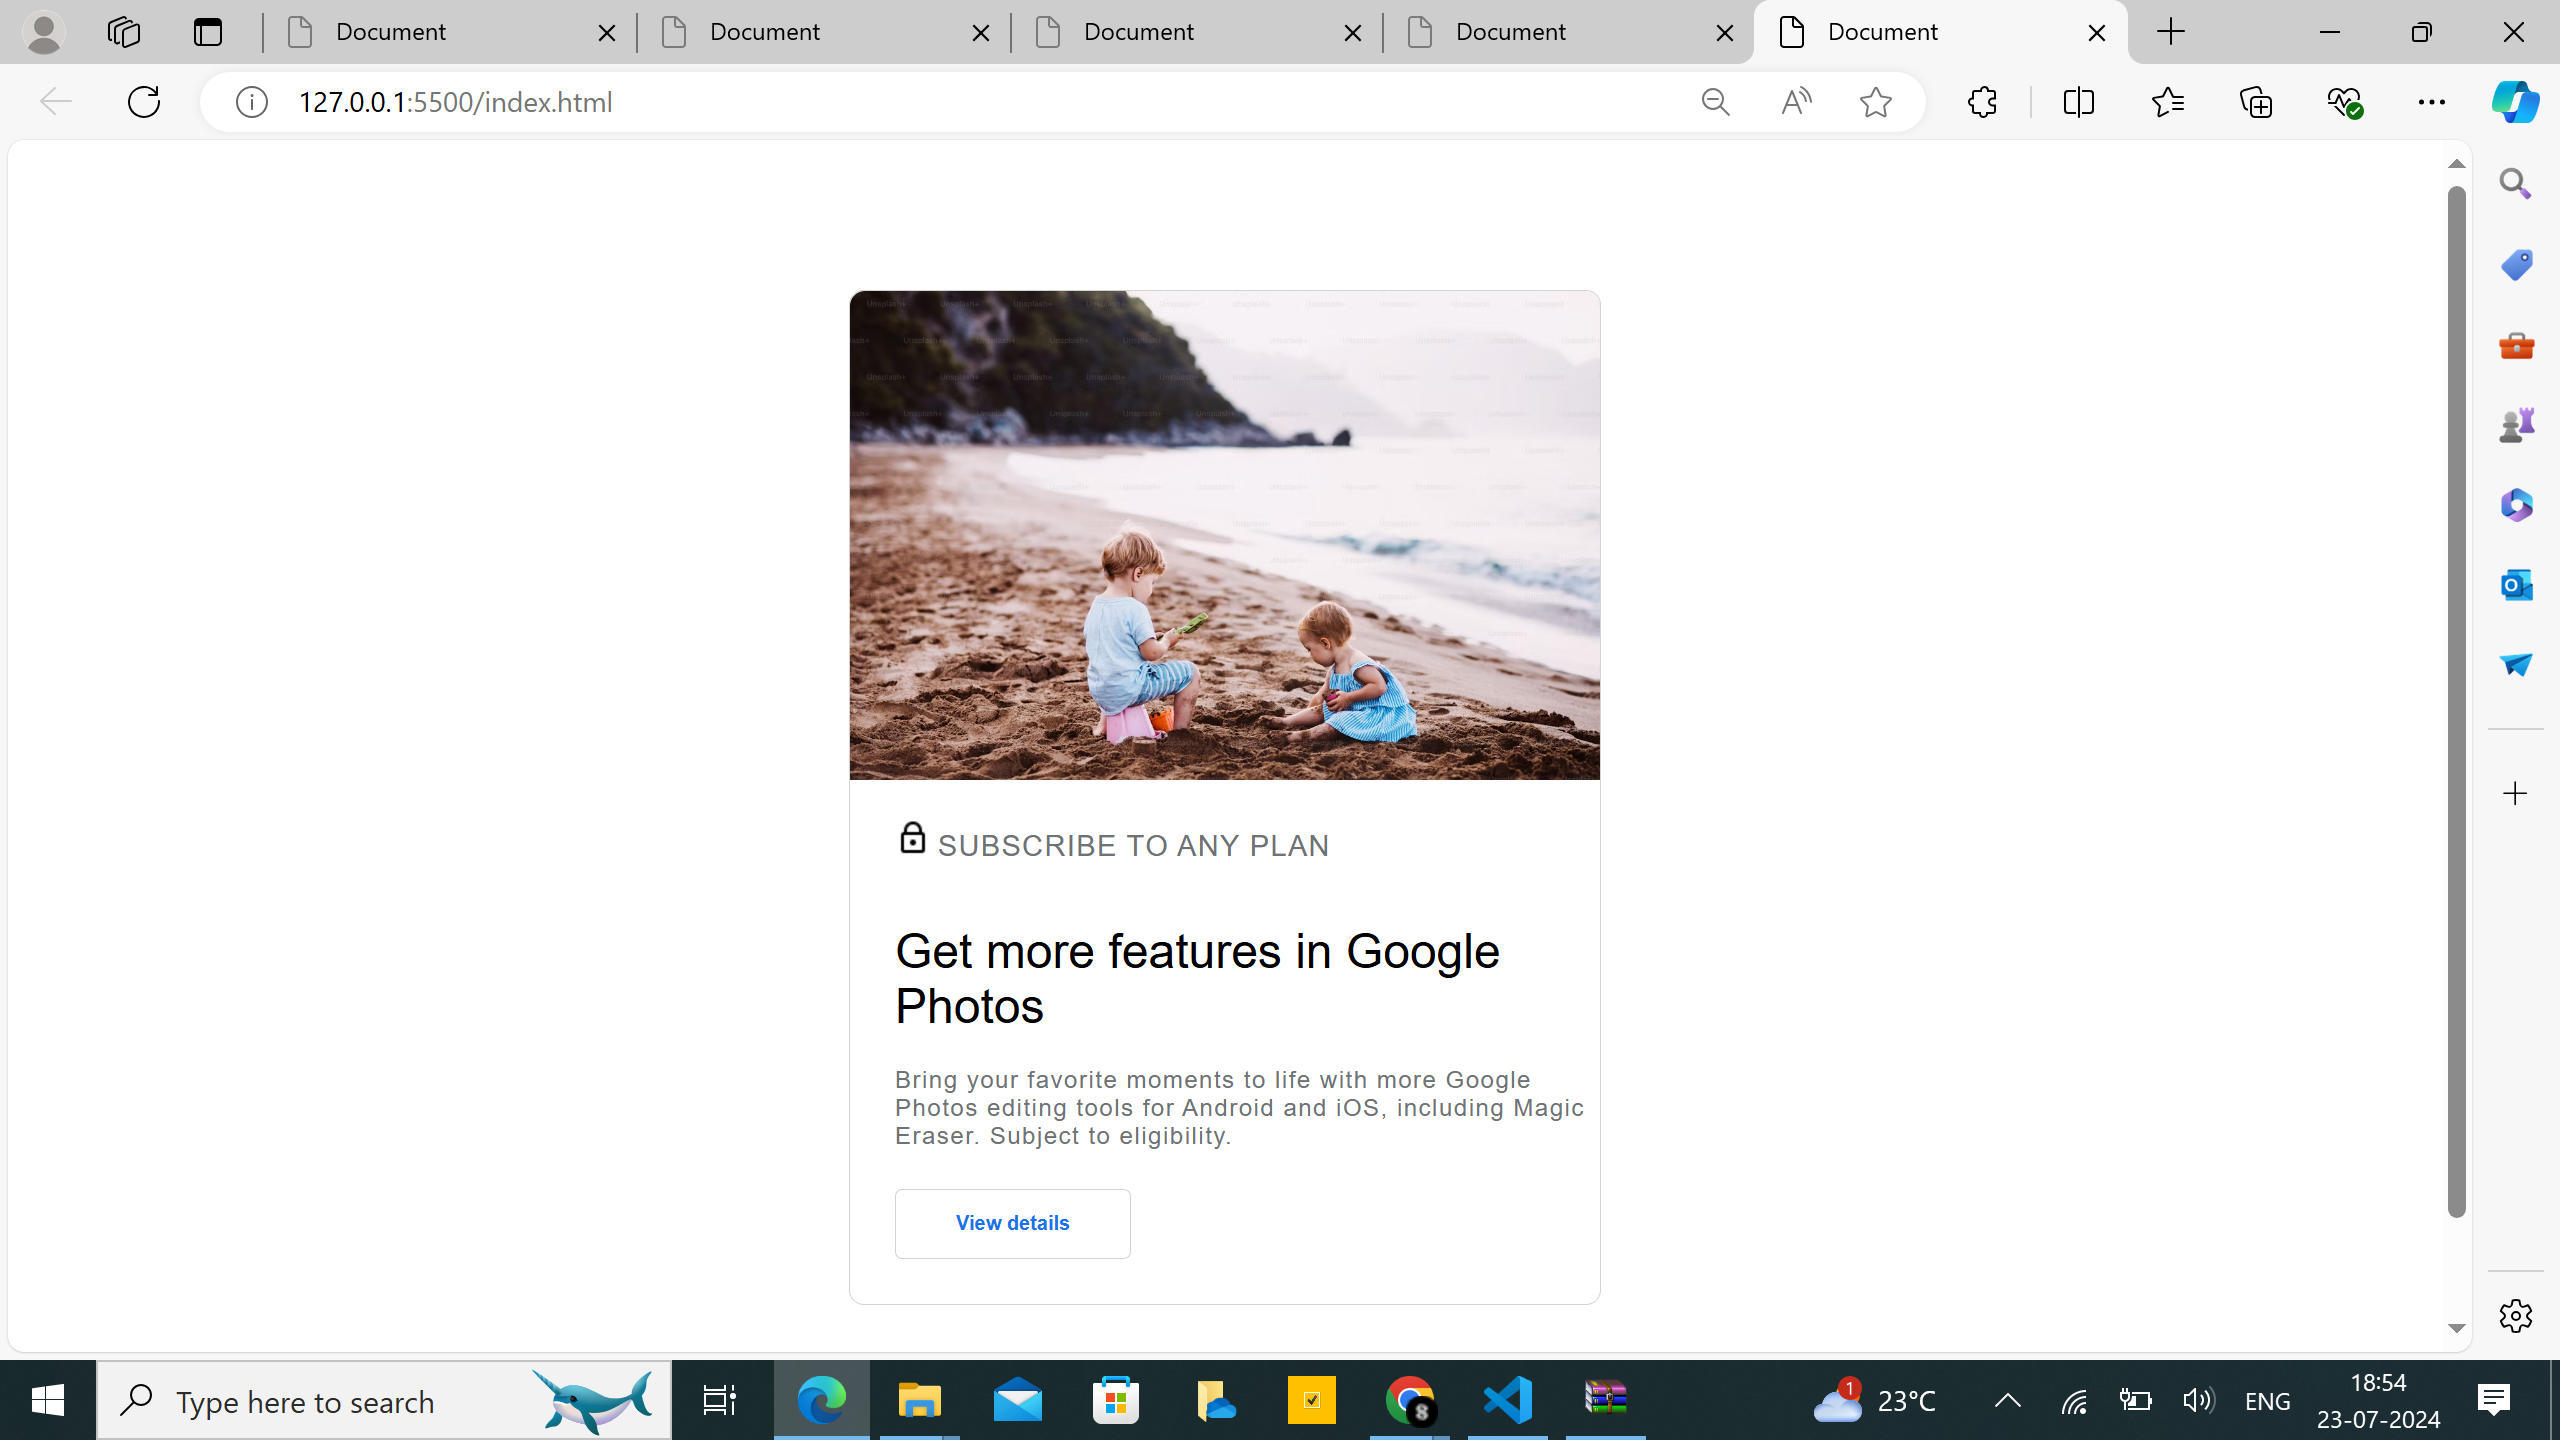 Document Document Document Document Document
127.0.0.1:5500/index.html
Unsplash+
SUBSCRIBE TO ANY PLAN
Get more features in Google
Photos
Bring your favorite moments to life with more Google
Photos editing tools for Android and iOS, including Magic
Eraser. Subject to eligibility.
View details
Type here to search
1
23°C
ENG
18:54
23-07-2024